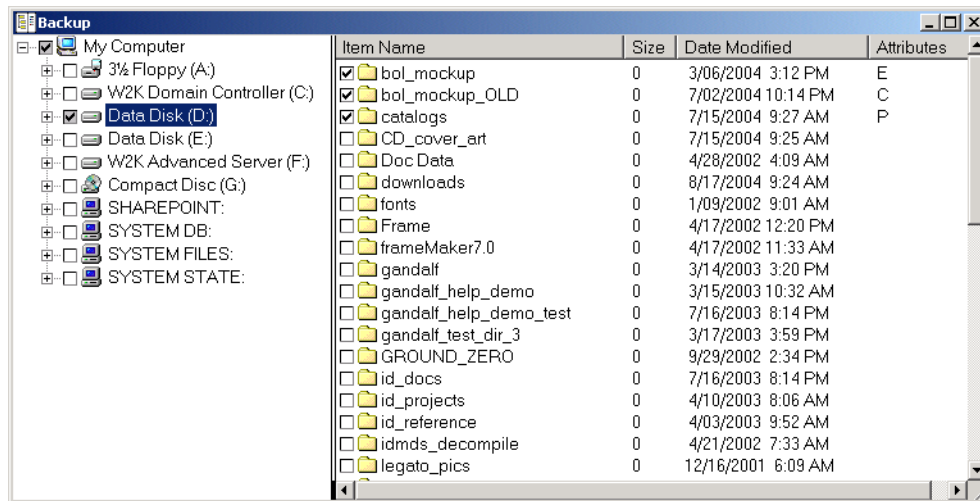 Backup
My Computer
3½ Floppy (A:)
W2K Domain Controller (C:)
Data Disk (D:)
Data Disk (E:)
W2K Advanced Server (F:)
Compact Disc (G:)
SHAREPOINT:
SYSTEM DB:
SYSTEM FILES:
SYSTEM STATE:
Item Name Size Date Modified Attributes
bol_mockup 0 3/06/2004 3:12 PM E
bol_mockup_OLD 0 7/02/2004 10:14 PM C
catalogs 0 7/15/2004 9:27 AM P
CD_cover_art 0 7/15/2004 9:25 AM
Doc Data 0 4/28/2002 4:09 AM
downloads 0 8/17/2004 9:24 AM
fonts 0 1/09/2002 9:01 AM
Frame 0 4/17/2002 12:20 PM
frameMaker7.0 0 4/17/2002 11:33 AM
gandalf 0 3/14/2003 3:20 PM
gandalf_help_demo 0 3/15/2003 10:32 AM
gandalf_help_demo_test 0 7/16/2003 8:14 PM
gandalf_test_dir_3 0 3/17/2003 3:59 PM
GROUND_ZERO 0 9/29/2002 2:34 PM
id_docs 0 7/16/2003 8:14 PM
id_projects 0 4/10/2003 8:06 AM
id_reference 0 4/03/2003 9:52 AM
idmds_decompile 0 4/21/2002 7:33 AM
legato_pics 0 12/16/2001 6:09 AM